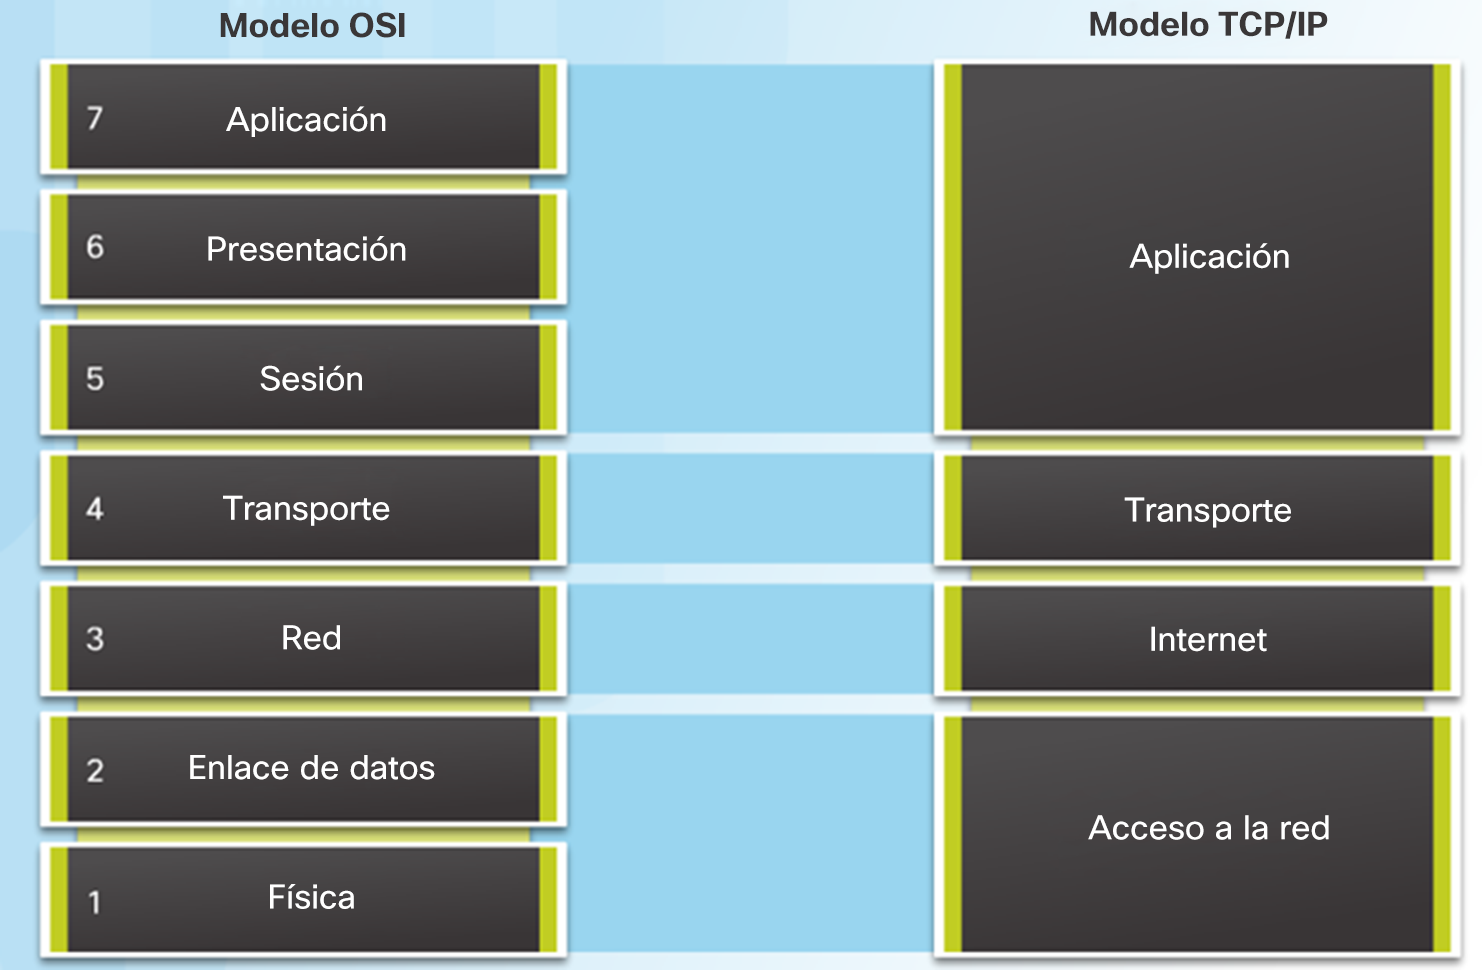 Modelo OSI
Modelo TCP/IP
7 Aplicación
6 Presentación
5 Sesión
4 Transporte
3 Red
2 Enlace de datos
1 Física
Aplicación
Transporte
Internet
Acceso a la red